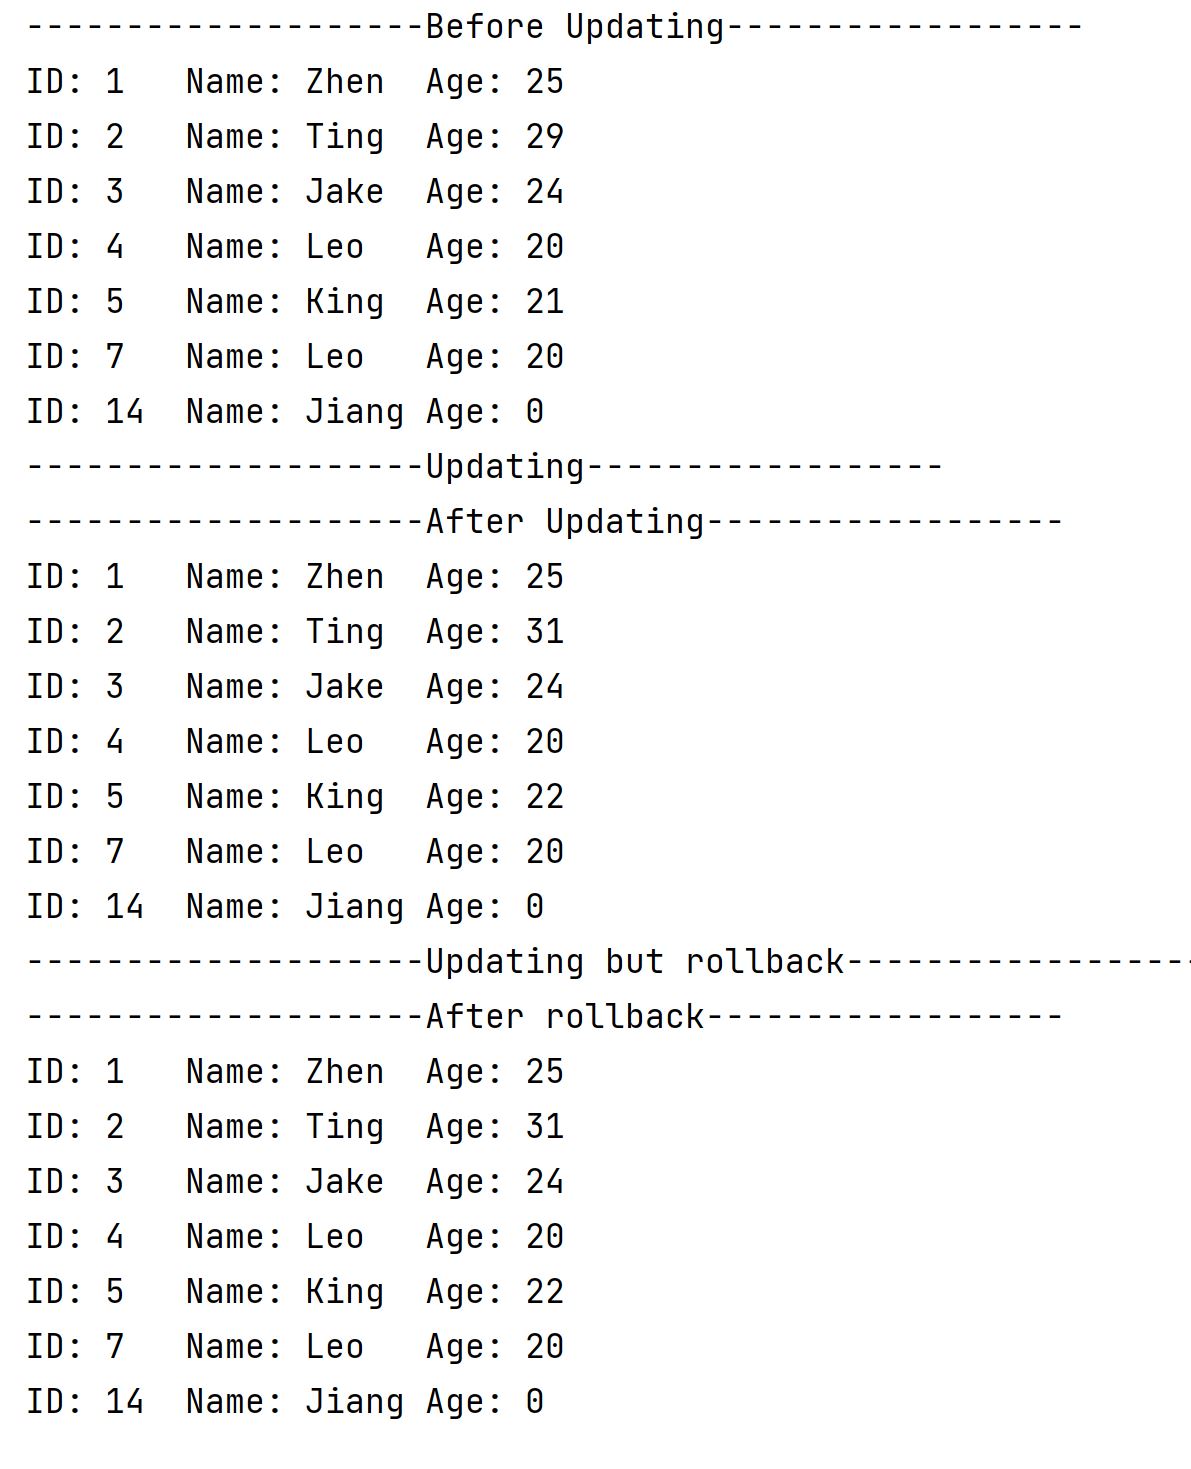 --------------------Before Updating------------------
ID: 1   Name: Zhen  Age: 25
ID: 2   Name: Ting  Age: 29
ID: 3   Name: Jake  Age: 24
ID: 4   Name: Leo   Age: 20
ID: 5   Name: King  Age: 21
ID: 7   Name: Leo   Age: 20
ID: 14  Name: Jiang Age: 0
--------------------Updating------------------
--------------------After Updating------------------
ID: 1   Name: Zhen  Age: 25
ID: 2   Name: Ting  Age: 31
ID: 3   Name: Jake  Age: 24
ID: 4   Name: Leo   Age: 20
ID: 5   Name: King  Age: 22
ID: 7   Name: Leo   Age: 20
ID: 14  Name: Jiang Age: 0
--------------------Updating but rollback------------------
--------------------After rollback------------------
ID: 1   Name: Zhen  Age: 25
ID: 2   Name: Ting  Age: 31
ID: 3   Name: Jake  Age: 24
ID: 4   Name: Leo   Age: 20
ID: 5   Name: King  Age: 22
ID: 7   Name: Leo   Age: 20
ID: 14  Name: Jiang Age: 0